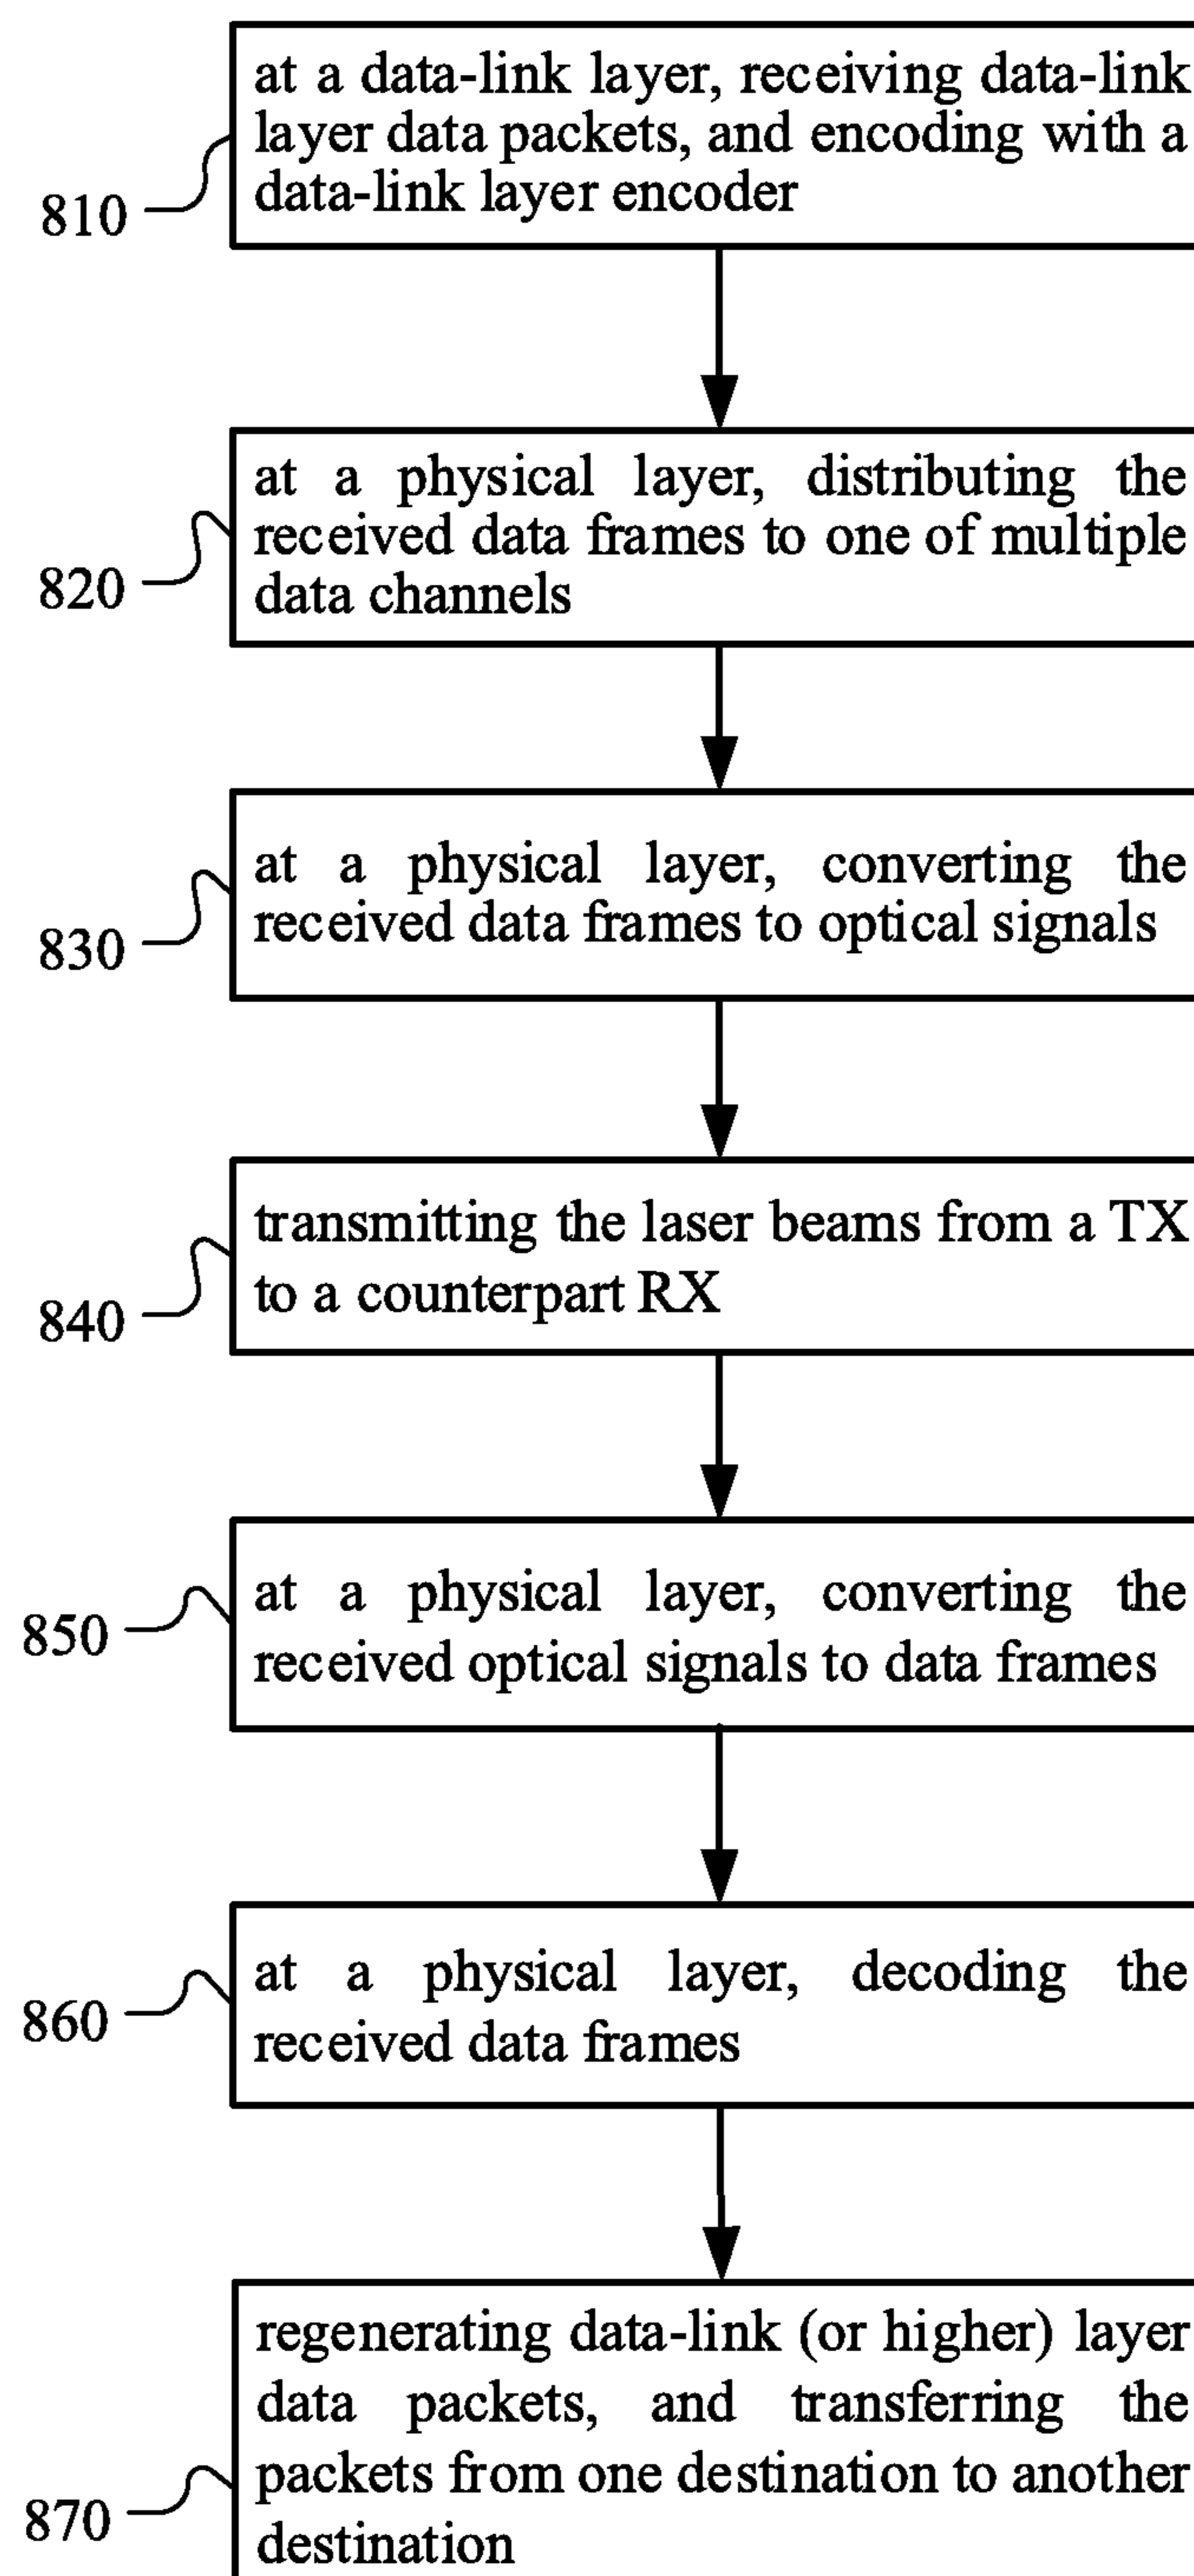 at a data-link layer, receiving data-link
layer data packets, and encoding with a
data-link layer encoder
810
at a physical layer, distributing the
received data frames to one of multiple
data channels
820
at a physical layer, converting the
received data frames to optical signals
830
transmitting the laser beams from a TX
to a counterpart RX
840
at a physical layer, converting the
received optical signals to data frames
850
at a physical layer, decoding the
received data frames
860
regenerating data-link (or higher) layer
data packets, and transferring the
packets from one destination to another
destination
870